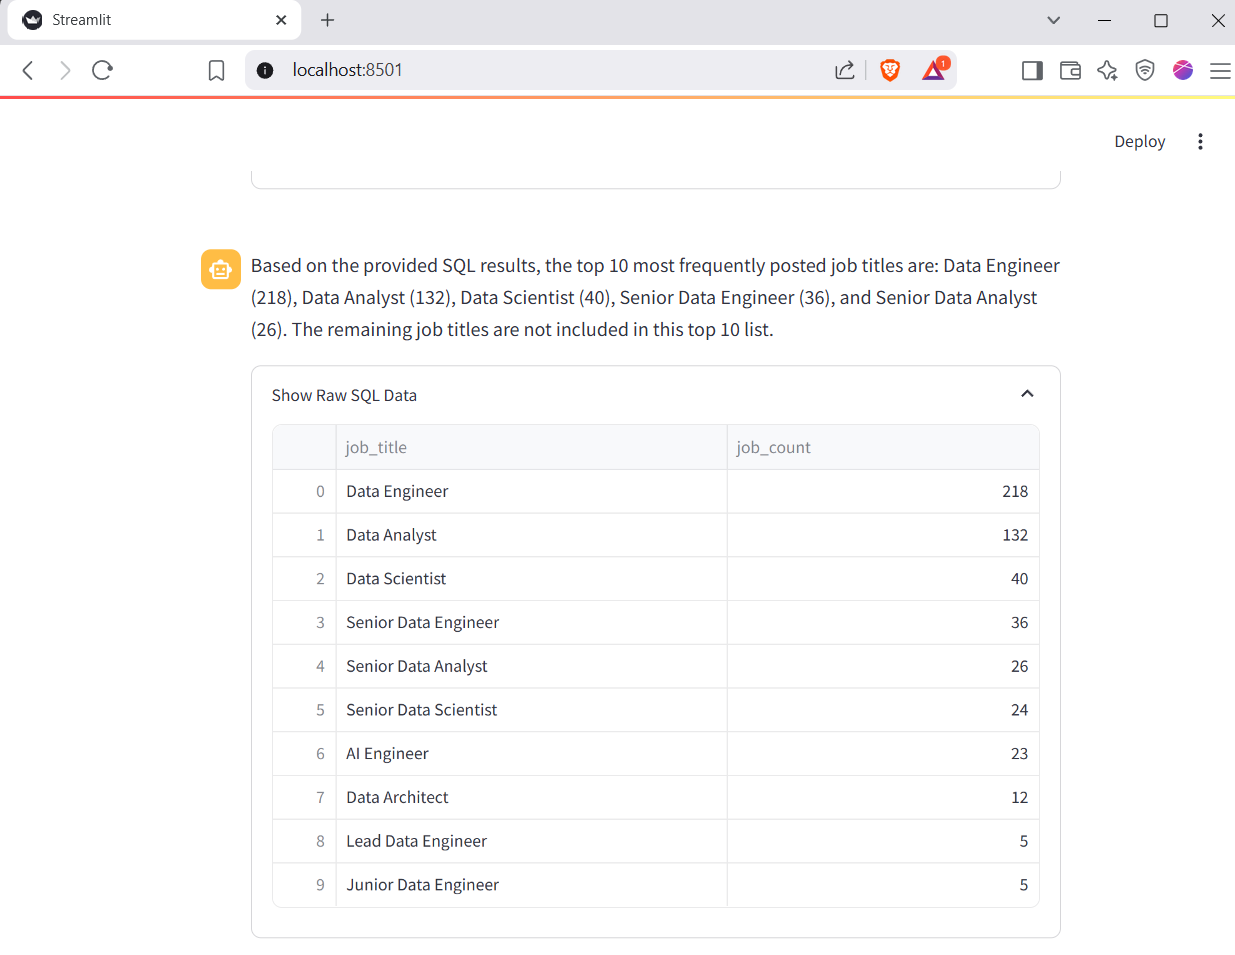 Streamlit
localhost:8501
1
Deploy
Based on the provided SQL results, the top 10 most frequently posted job titles are: Data Engineer
(218), Data Analyst (132), Data Scientist (40), Senior Data Engineer (36), and Senior Data Analyst
(26). The remaining job titles are not included in this top 10 list.
Show Raw SQL Data
job_title job_count
0 Data Engineer 218
1 Data Analyst 132
2 Data Scientist 40
3 Senior Data Engineer 36
4 Senior Data Analyst 26
5 Senior Data Scientist 24
6 AI Engineer 23
7 Data Architect 12
8 Lead Data Engineer 5
9 Junior Data Engineer 5